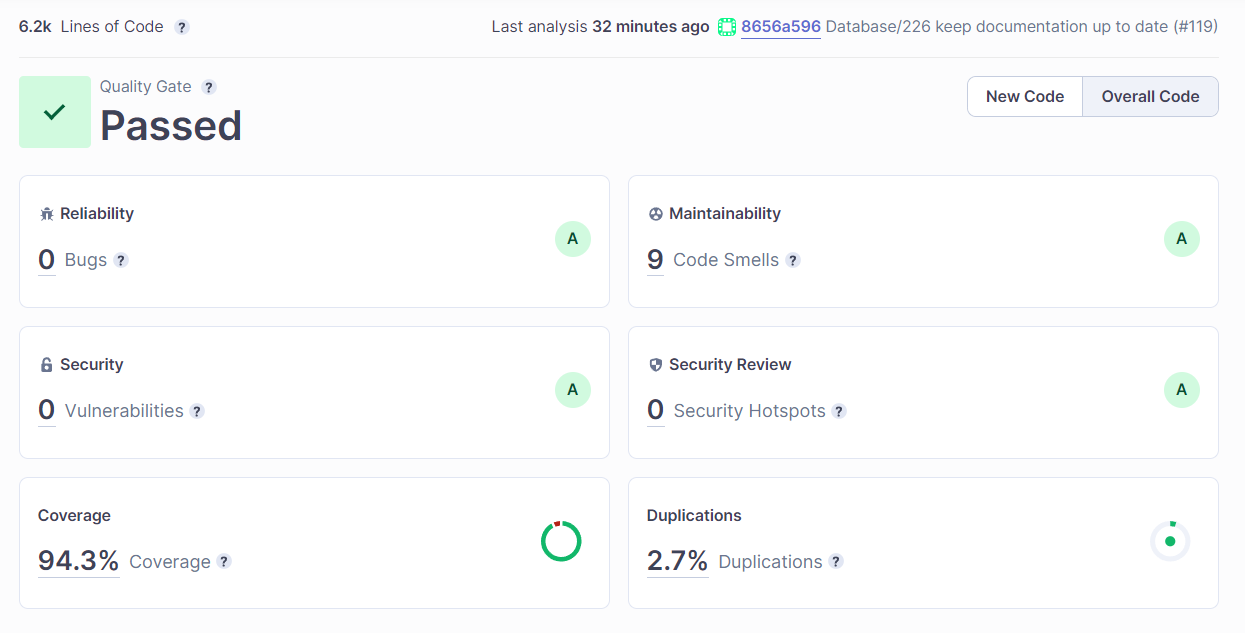 6.2k Lines of Code ?
Last analysis 32 minutes ago 8656a596 Database/226 keep documentation up to date (#119)
Quality Gate ?
Passed
New Code Overall Code
Reliability
0 Bugs ?
A
Maintainability
9 Code Smells ?
A
Security
0 Vulnerabilities ?
A
Security Review
0 Security Hotspots ?
A
Coverage
94.3% Coverage ?
Duplications
2.7% Duplications ?